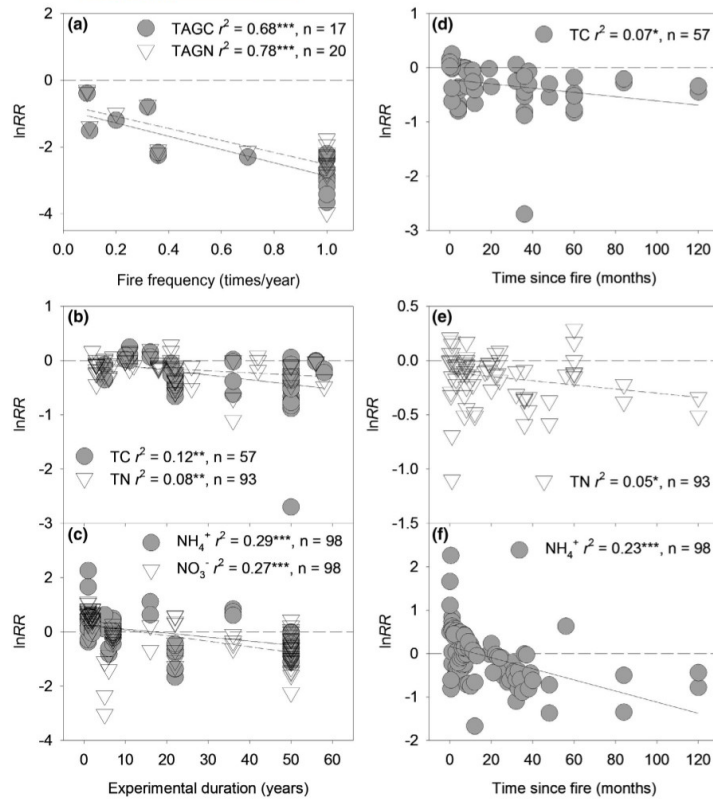 (a)
TAGC r² = 0.68***, n = 17
TAGN r² = 0.78***, n = 20
lnRR
0
-2
-4
0.0 0.2 0.4 0.6 0.8 1.0
Fire frequency (times/year)
(b)
lnRR
1
0
-1
-2
-3
TC r² = 0.12**, n = 57
TN r² = 0.08**, n = 93
(c)
NH₄⁺ r² = 0.29***, n = 98
NO₃⁻ r² = 0.27***, n = 98
lnRR
2
0
-2
-4
0 10 20 30 40 50 60
Experimental duration (years)
(d)
TC r² = 0.07*, n = 57
lnRR
1
0
-1
-2
-3
0 20 40 60 80 100 120
Time since fire (months)
(e)
lnRR
0.5
0.0
-0.5
-1.0
-1.5
TN r² = 0.05*, n = 93
(f)
NH₄⁺ r² = 0.23***, n = 98
lnRR
2
1
0
-1
-2
0 20 40 60 80 100 120
Time since fire (months)